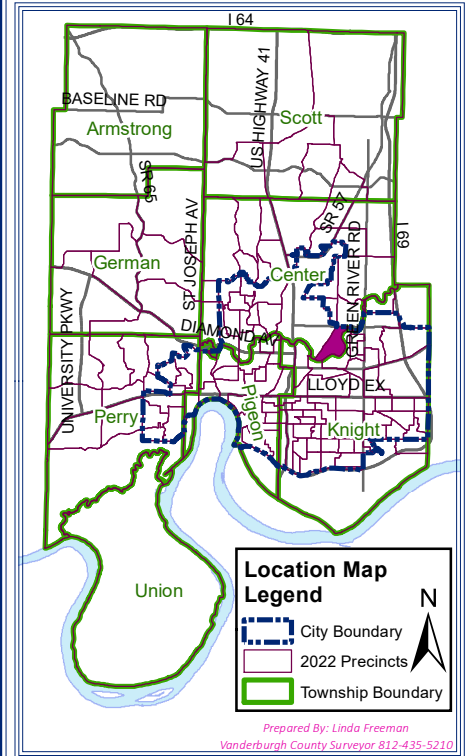 I 64
BASELINE RD
Armstrong
US HIGHWAY 41
Scott
SR 65
SR 57
I 69
German
ST JOSEPH AV
Center
GREEN RIVER RD
UNIVERSITY PKWY
DIAMOND AV
LLOYD EX
Perry
Pigeon
Knight
Union
Location Map
Legend
N
City Boundary
2022 Precincts
Township Boundary
Prepared By: Linda Freeman
Vanderburgh County Surveyor 812-435-5210